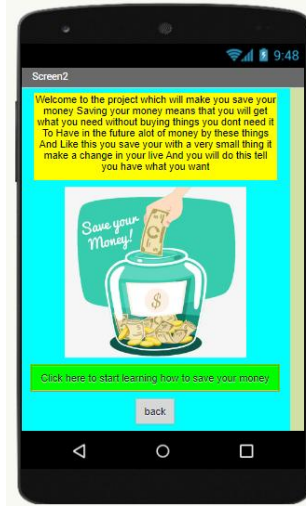 9:48
Screen2
Welcome to the project which will make you save your
money Saving your money means that you will get
what you need without buying things you dont need it
To Have in the future alot of money by these things
And Like this you save your with a very small thing it
make a change in your live And you will do this tell
you have what you want
Save your
Money!
$
Click here to start learning how to save your money
back